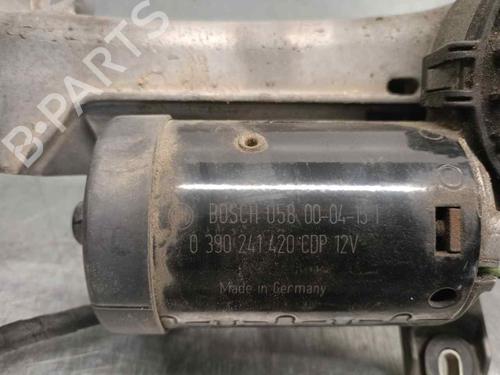 B-PARTS
BOSCH 058 00-04-13 1
0 390 241 420 CDP 12V
Made in Germany